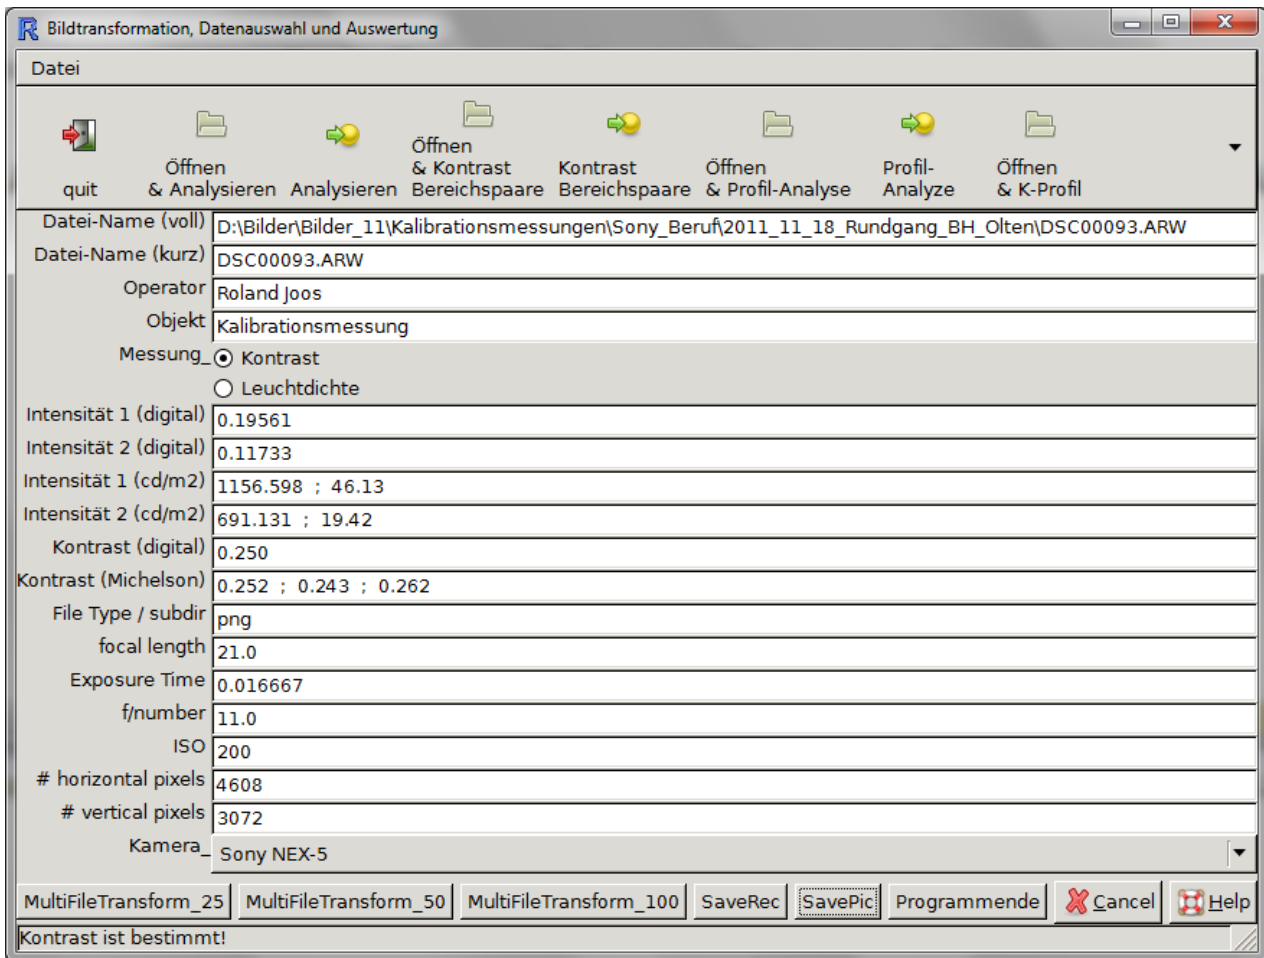 Bildtransformation, Datenauswahl und Auswertung
Datei
quit
Öffnen
& Analysieren
Analysieren
Öffnen
& Kontrast
Bereichspaare
Kontrast
Bereichspaare
Öffnen
& Profil-Analyse
Profil-
Analyze
Öffnen
& K-Profil
Datei-Name (voll) D:\Bilder\Bilder_11\Kalibrationsmessungen\Sony_Beruf\2011_11_18_Rundgang_BH_Olten\DSC00093.ARW
Datei-Name (kurz) DSC00093.ARW
Operator Roland Joos
Objekt Kalibrationsmessung
Messung_ Kontrast
Leuchtdichte
Intensität 1 (digital) 0.19561
Intensität 2 (digital) 0.11733
Intensität 1 (cd/m2) 1156.598 ; 46.13
Intensität 2 (cd/m2) 691.131 ; 19.42
Kontrast (digital) 0.250
Kontrast (Michelson) 0.252 ; 0.243 ; 0.262
File Type / subdir png
focal length 21.0
Exposure Time 0.016667
f/number 11.0
ISO 200
# horizontal pixels 4608
# vertical pixels 3072
Kamera_ Sony NEX-5
MultiFileTransform_25 MultiFileTransform_50 MultiFileTransform_100 SaveRec SavePic Programmende Cancel Help
Kontrast ist bestimmt!